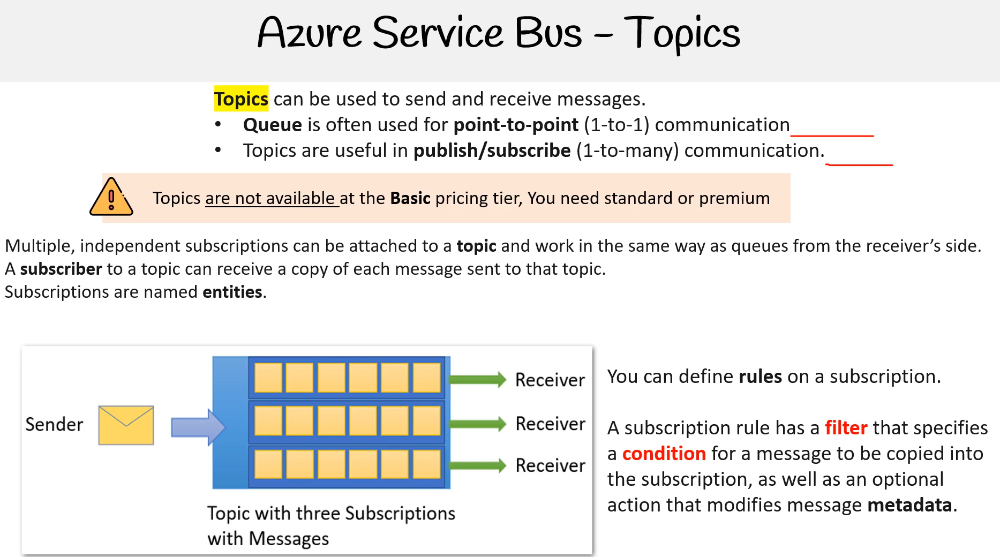 Azure Service Bus – Topics
Topics can be used to send and receive messages.
• Queue is often used for point-to-point (1-to-1) communication
• Topics are useful in publish/subscribe (1-to-many) communication.
Topics are not available at the Basic pricing tier, You need standard or premium
Multiple, independent subscriptions can be attached to a topic and work in the same way as queues from the receiver’s side.
A subscriber to a topic can receive a copy of each message sent to that topic.
Subscriptions are named entities.
Sender
Receiver
Receiver
Receiver
Topic with three Subscriptions
with Messages
You can define rules on a subscription.
A subscription rule has a filter that specifies
a condition for a message to be copied into
the subscription, as well as an optional
action that modifies message metadata.